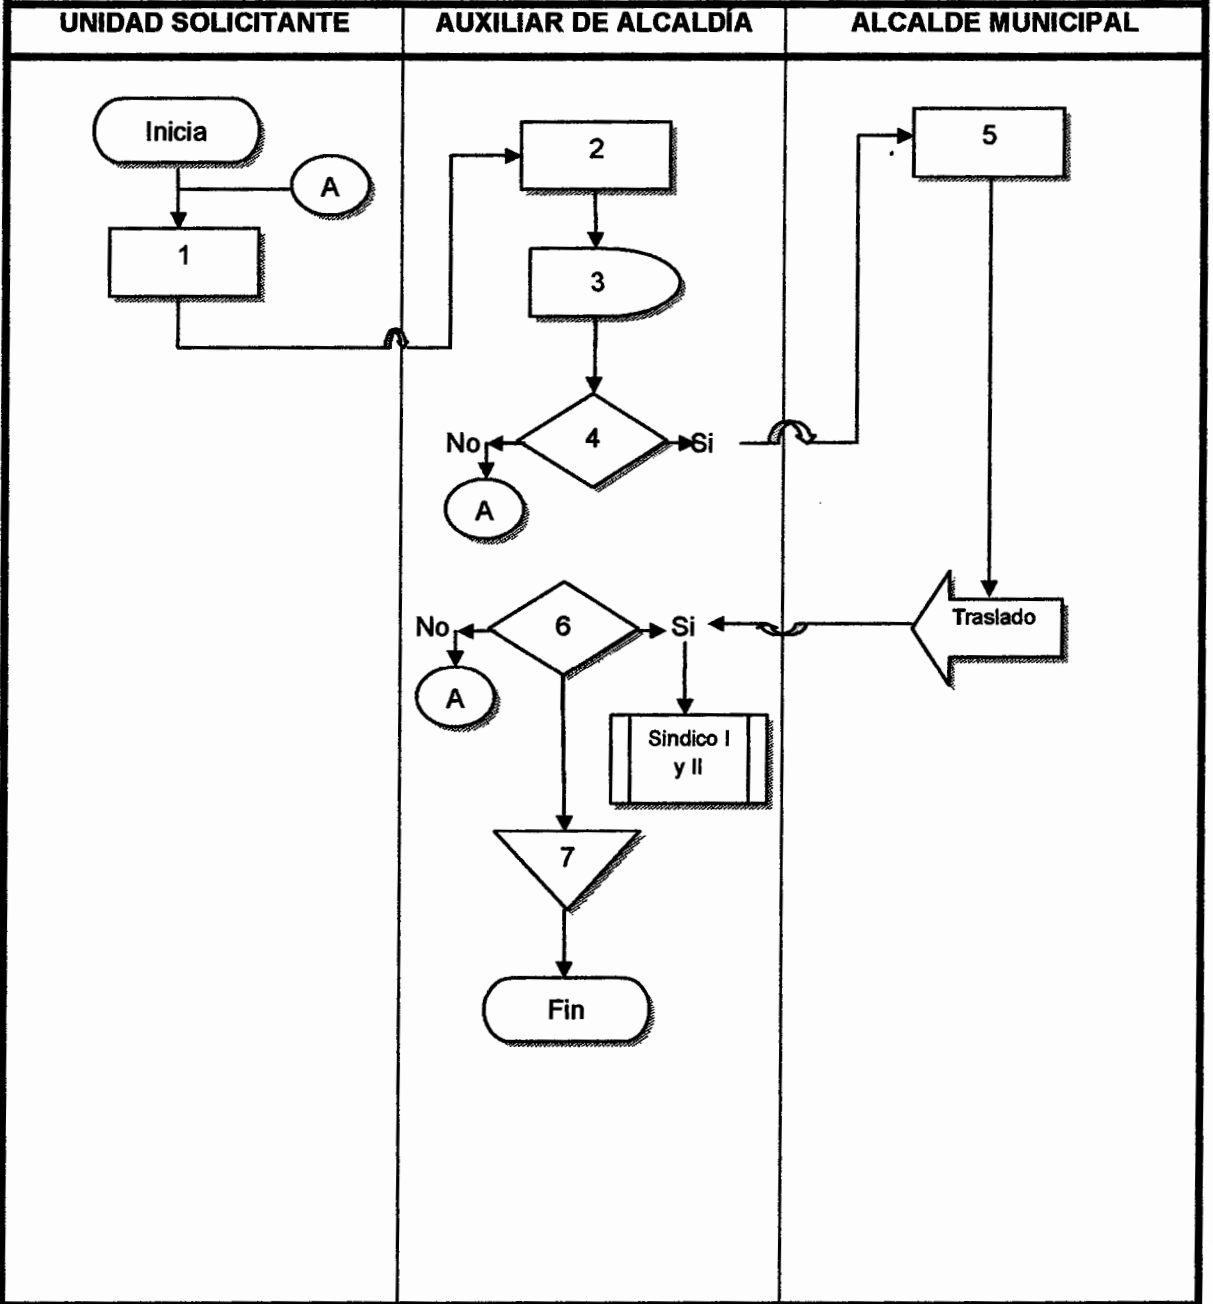 UNIDAD SOLICITANTE
AUXILIAR DE ALCALDÍA
ALCALDE MUNICIPAL
Inicia
A
1
2
3
4
No
Si
A
5
Traslado
6
No
Si
A
Sindico I
y II
7
Fin